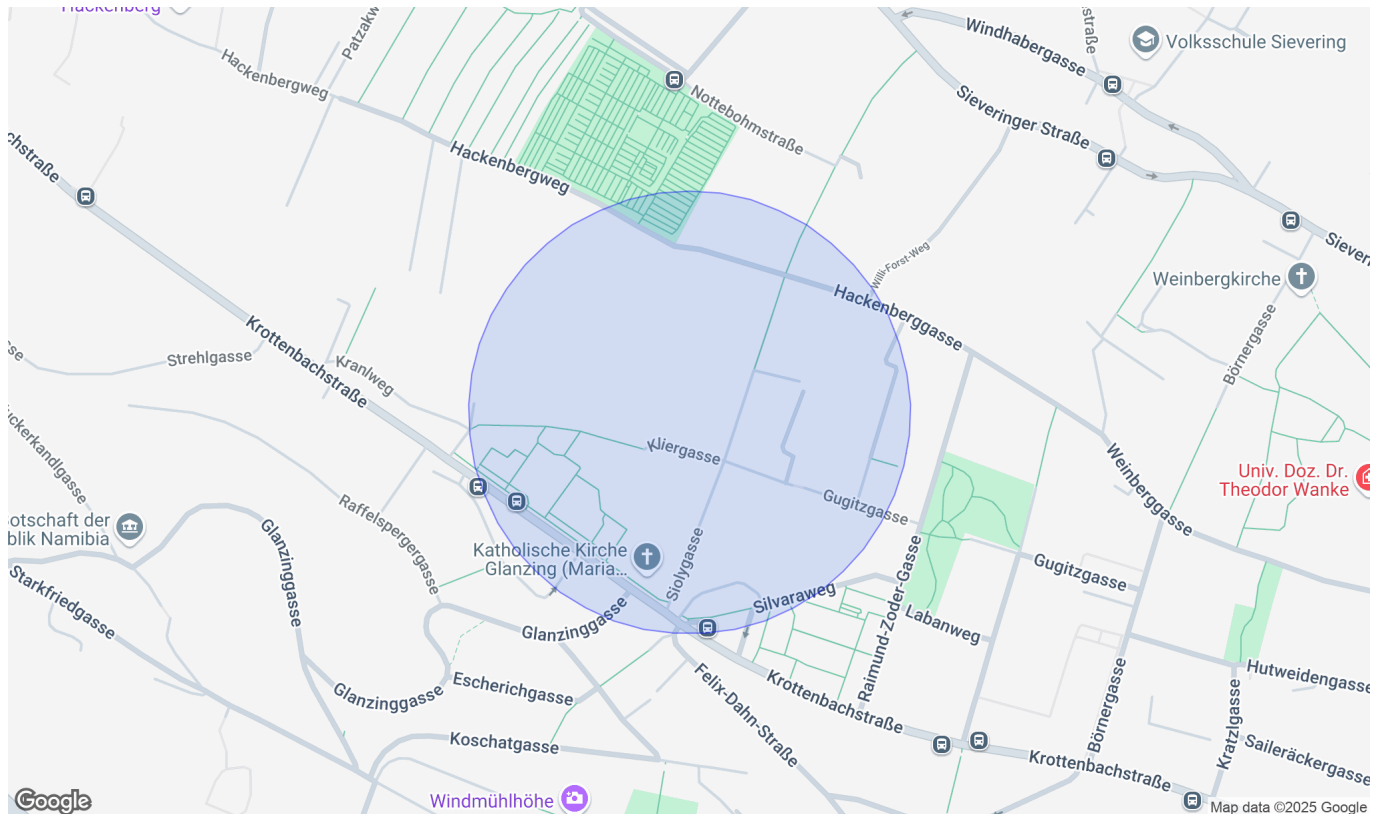 Hackenberg
Patzakw
Windhabergasse
Volksschule Sievering
Hackenbergweg
Nottebohmstraße
Sieveringer Straße
Hackenbergweg
chstraße
Sievering
Willi-Forst-Weg
Weinbergkirche
Hackenberggasse
Börnergasse
Krottenbachstraße
Strehlgasse
Kranlweg
sse
Kliergasse
Weinberggasse
Univ. Doz. Dr.
Theodor Wanke
uckerkandlgasse
Gugitzgasse
Raffelspergergasse
otschaft der
blik Namibia
Glanzinggasse
Katholische Kirche
Glanzing (Maria...
Siolygasse
Gugitzgasse
Starkfriedgasse
Silvaraweg
Raimund-Zoder-Gasse
Labanweg
Glanzinggasse
Hutweidengasse
Escherichgasse
Glanzinggasse
Krottenbachstraße
Felix-Dahn-Straße
Börnergasse
Kratzlgasse
Koschatgasse
Saileräckergasse
Krottenbachstraße
Windmühlhöhe
Google
Map data ©2025 Google